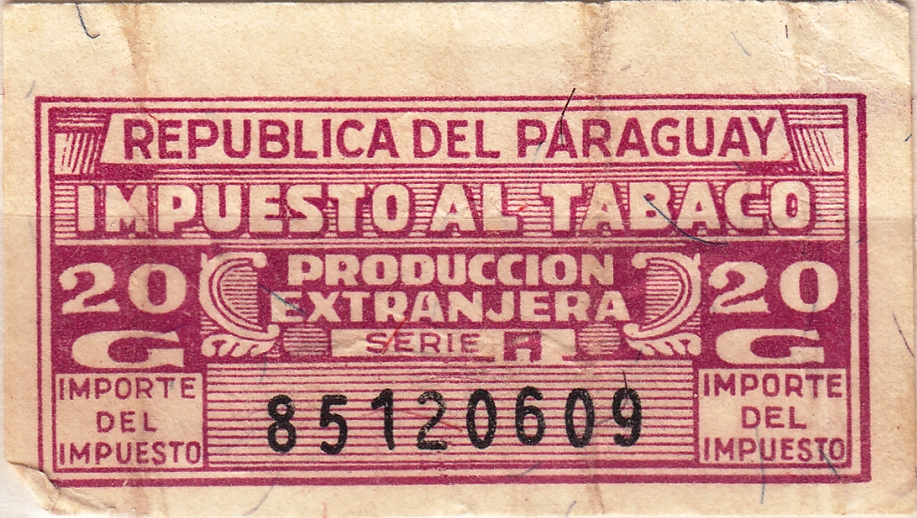 REPUBLICA DEL PARAGUAY
IMPUESTO AL TABACO
20 PRODUCCION 20
G EXTRANJERA G
SERIE A
IMPORTE DEL IMPUESTO
85120609
IMPORTE DEL IMPUESTO